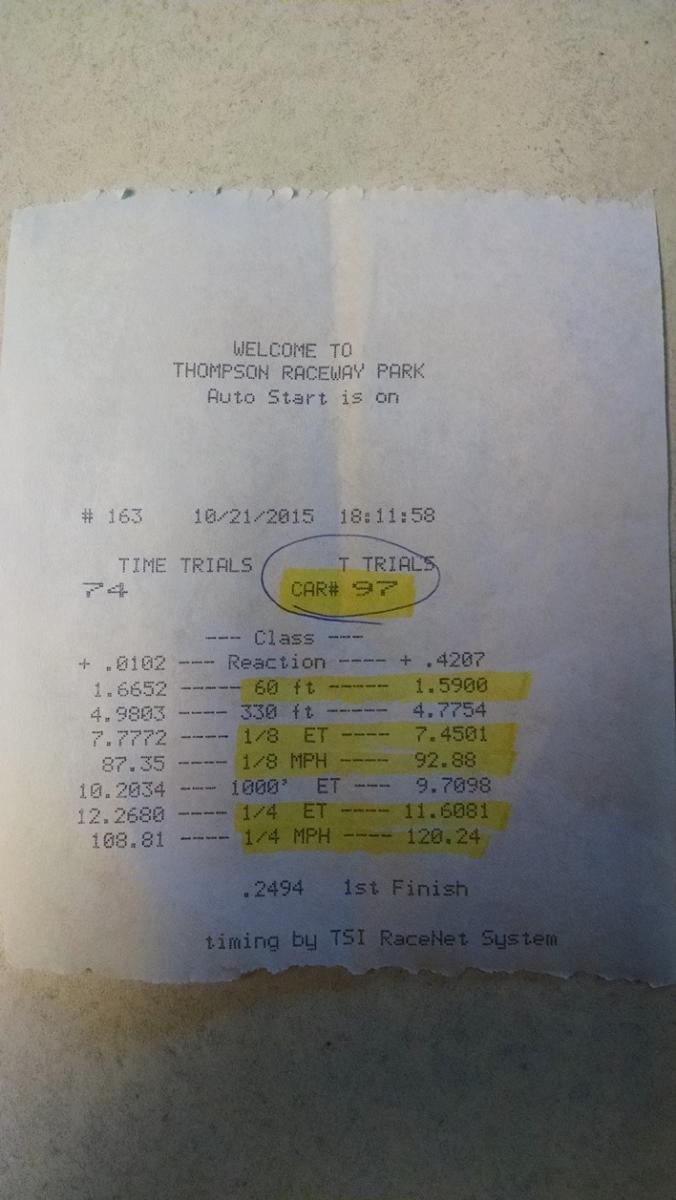 WELCOME TO
THOMPSON RACEWAY PARK
Auto Start is on
# 163 10/21/2015 18:11:58
TIME TRIALS T TRIALS
74 CAR# 97
--- Class ---
+ .0102 --- Reaction ---- + .4207
1.6652 ----- 60 ft ----- 1.5900
4.9803 ---- 330 ft ----- 4.7754
7.7772 ---- 1/8 ET ---- 7.4501
87.35 ---- 1/8 MPH ---- 92.88
10.2034 --- 1000' ET --- 9.7098
12.2680 ---- 1/4 ET ---- 11.6081
108.81 ---- 1/4 MPH ---- 120.24
.2494 1st Finish
timing by TSI RaceNet System